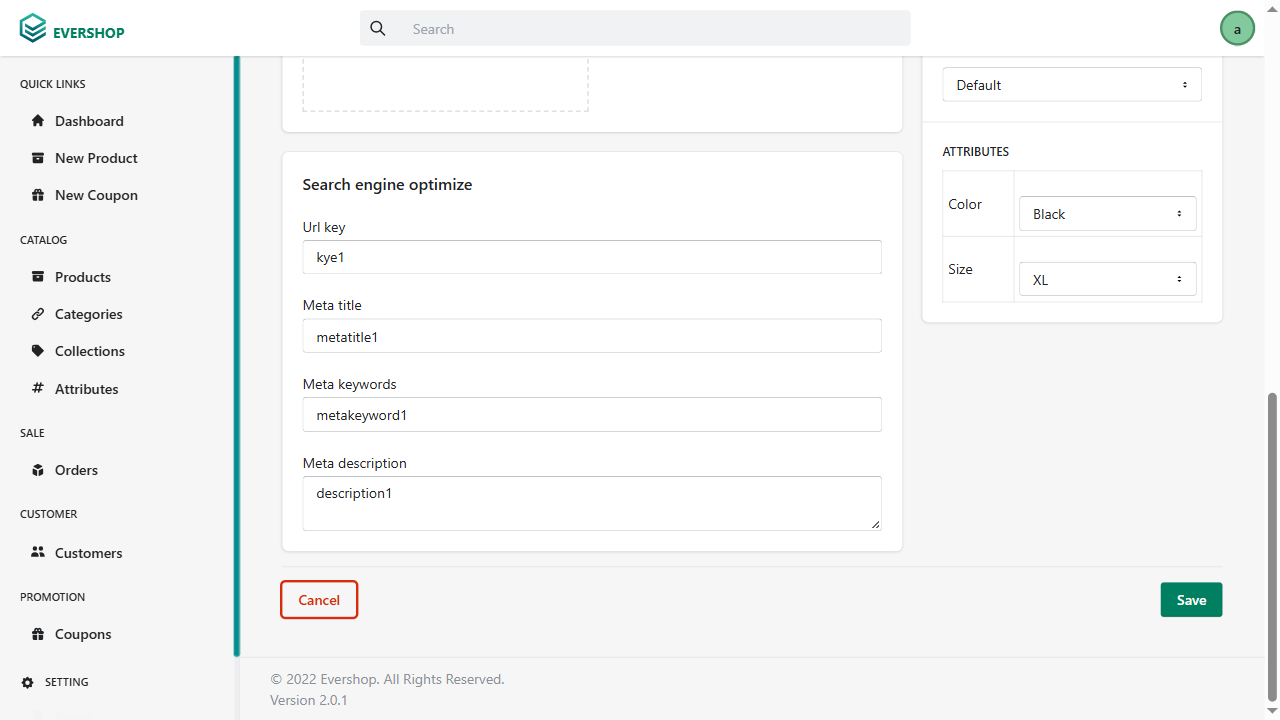 EVERSHOP
Search
a
QUICK LINKS
Dashboard
New Product
New Coupon
CATALOG
Products
Categories
Collections
Attributes
SALE
Orders
CUSTOMER
Customers
PROMOTION
Coupons
SETTING
Search engine optimize
Url key
kye1
Meta title
metatitle1
Meta keywords
metakeyword1
Meta description
description1
Cancel
Save
Default
ATTRIBUTES
Color
Black
Size
XL
© 2022 Evershop. All Rights Reserved.
Version 2.0.1